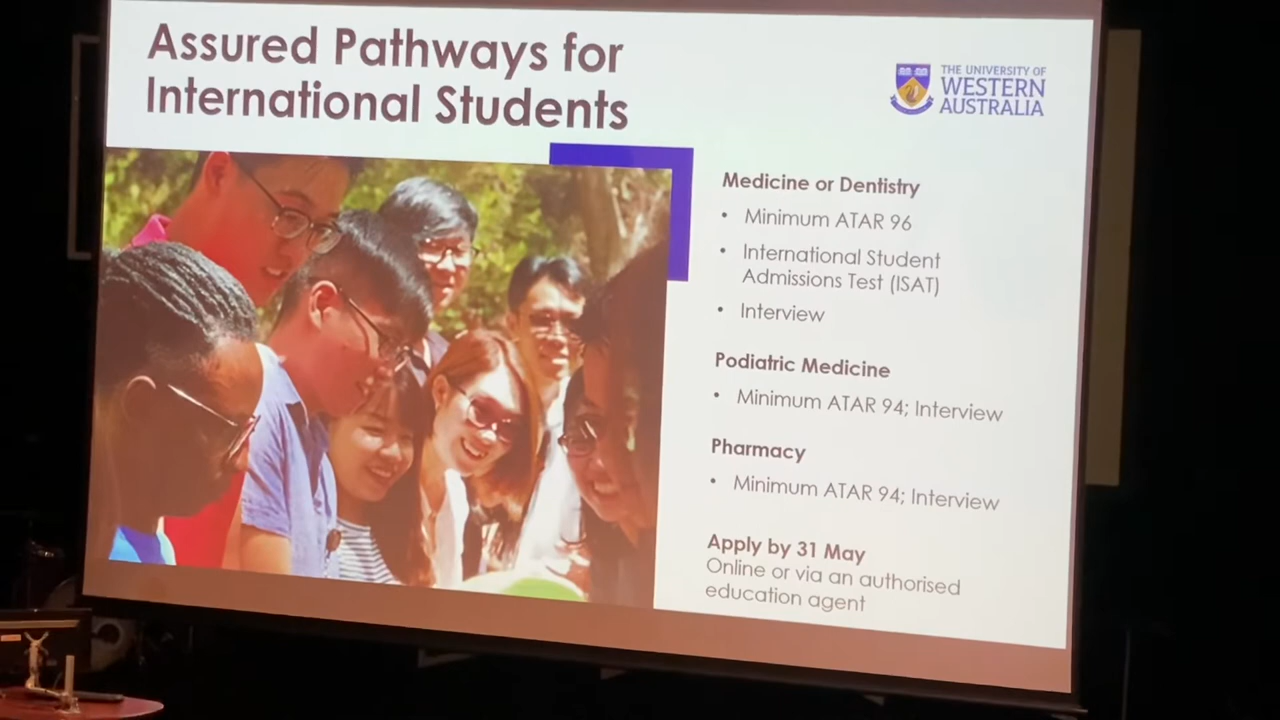 Assured Pathways for
International Students
THE UNIVERSITY OF
WESTERN
AUSTRALIA
Medicine or Dentistry
• Minimum ATAR 96
• International Student
Admissions Test (ISAT)
• Interview
Podiatric Medicine
• Minimum ATAR 94; Interview
Pharmacy
• Minimum ATAR 94; Interview
Apply by 31 May
Online or via an authorised
education agent